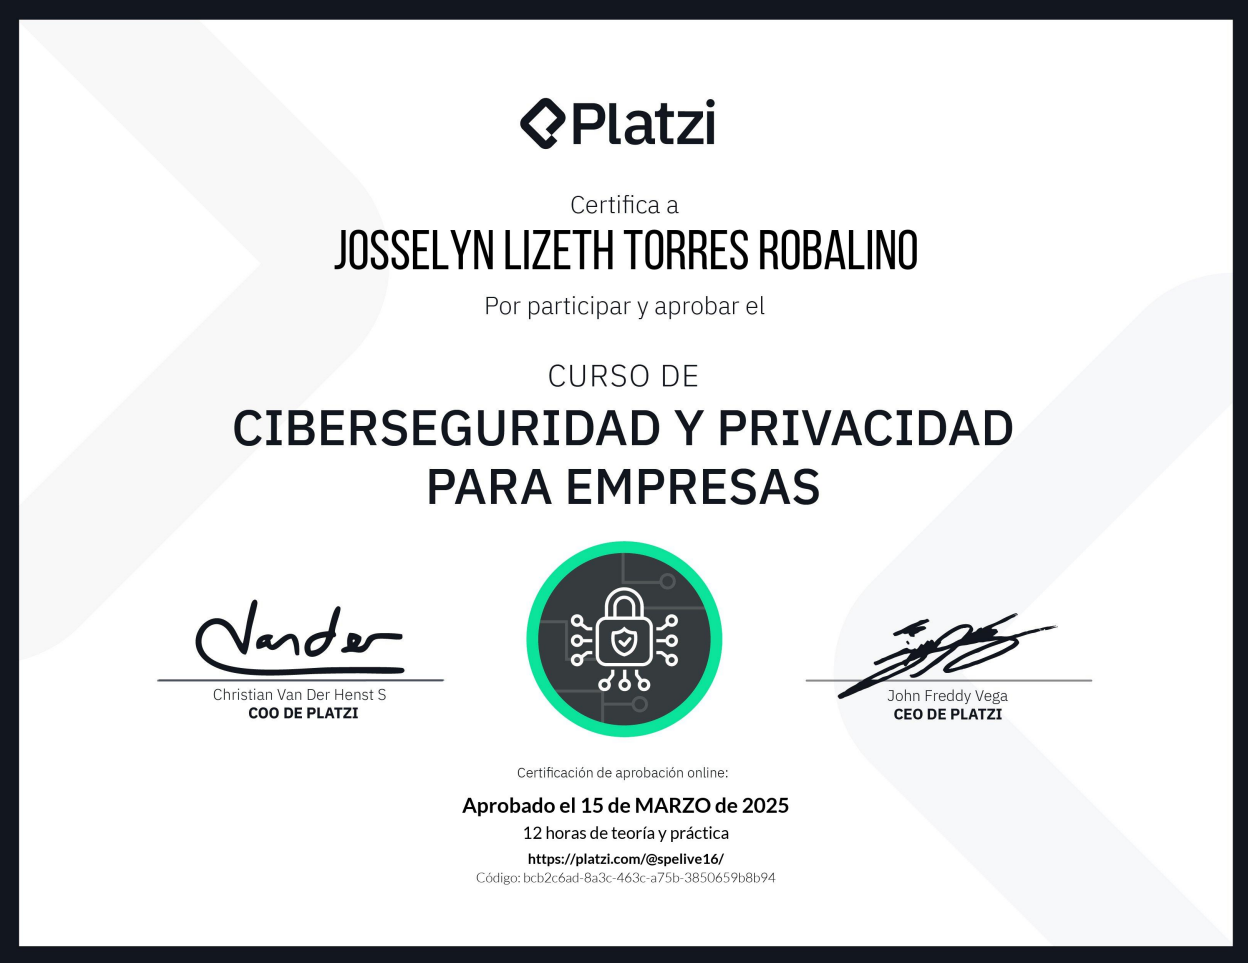 Platzi
Certifica a
JOSSELYN LIZETH TORRES ROBALINO
Por participar y aprobar el
CURSO DE
CIBERSEGURIDAD Y PRIVACIDAD
PARA EMPRESAS
Vander
Christian Van Der Henst S
COO DE PLATZI
John Freddy Vega
CEO DE PLATZI
Certificación de aprobación online:
Aprobado el 15 de MARZO de 2025
12 horas de teoría y práctica
https://platzi.com/@spelive16/
Código: bcb2c6ad-8a3c-463c-a75b-3850659b8b94